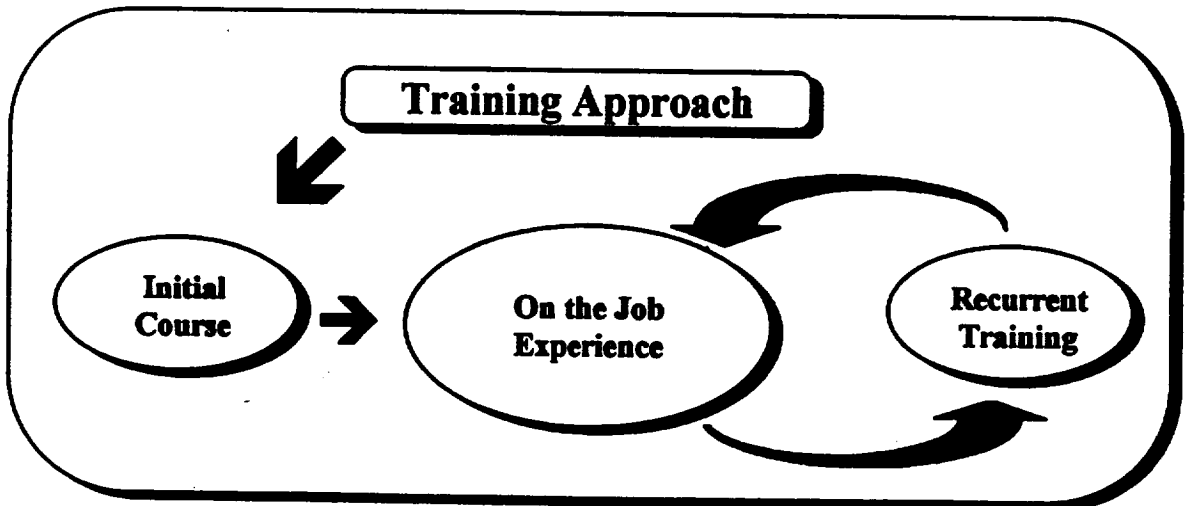 Training Approach
Initial
Course
On the Job
Experience
Recurrent
Training